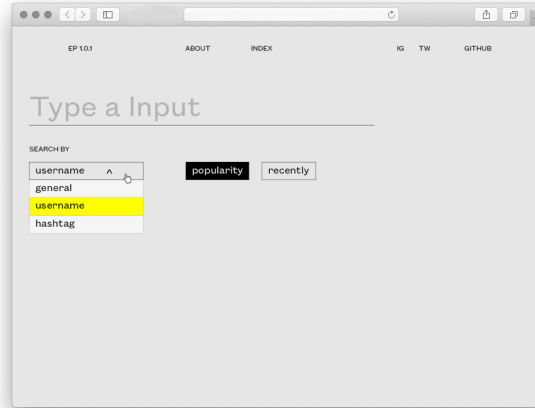 EP 1.0.1 ABOUT INDEX IG TW GITHUB
Type a Input
SEARCH BY
username ^ popularity recently
general
username
hashtag